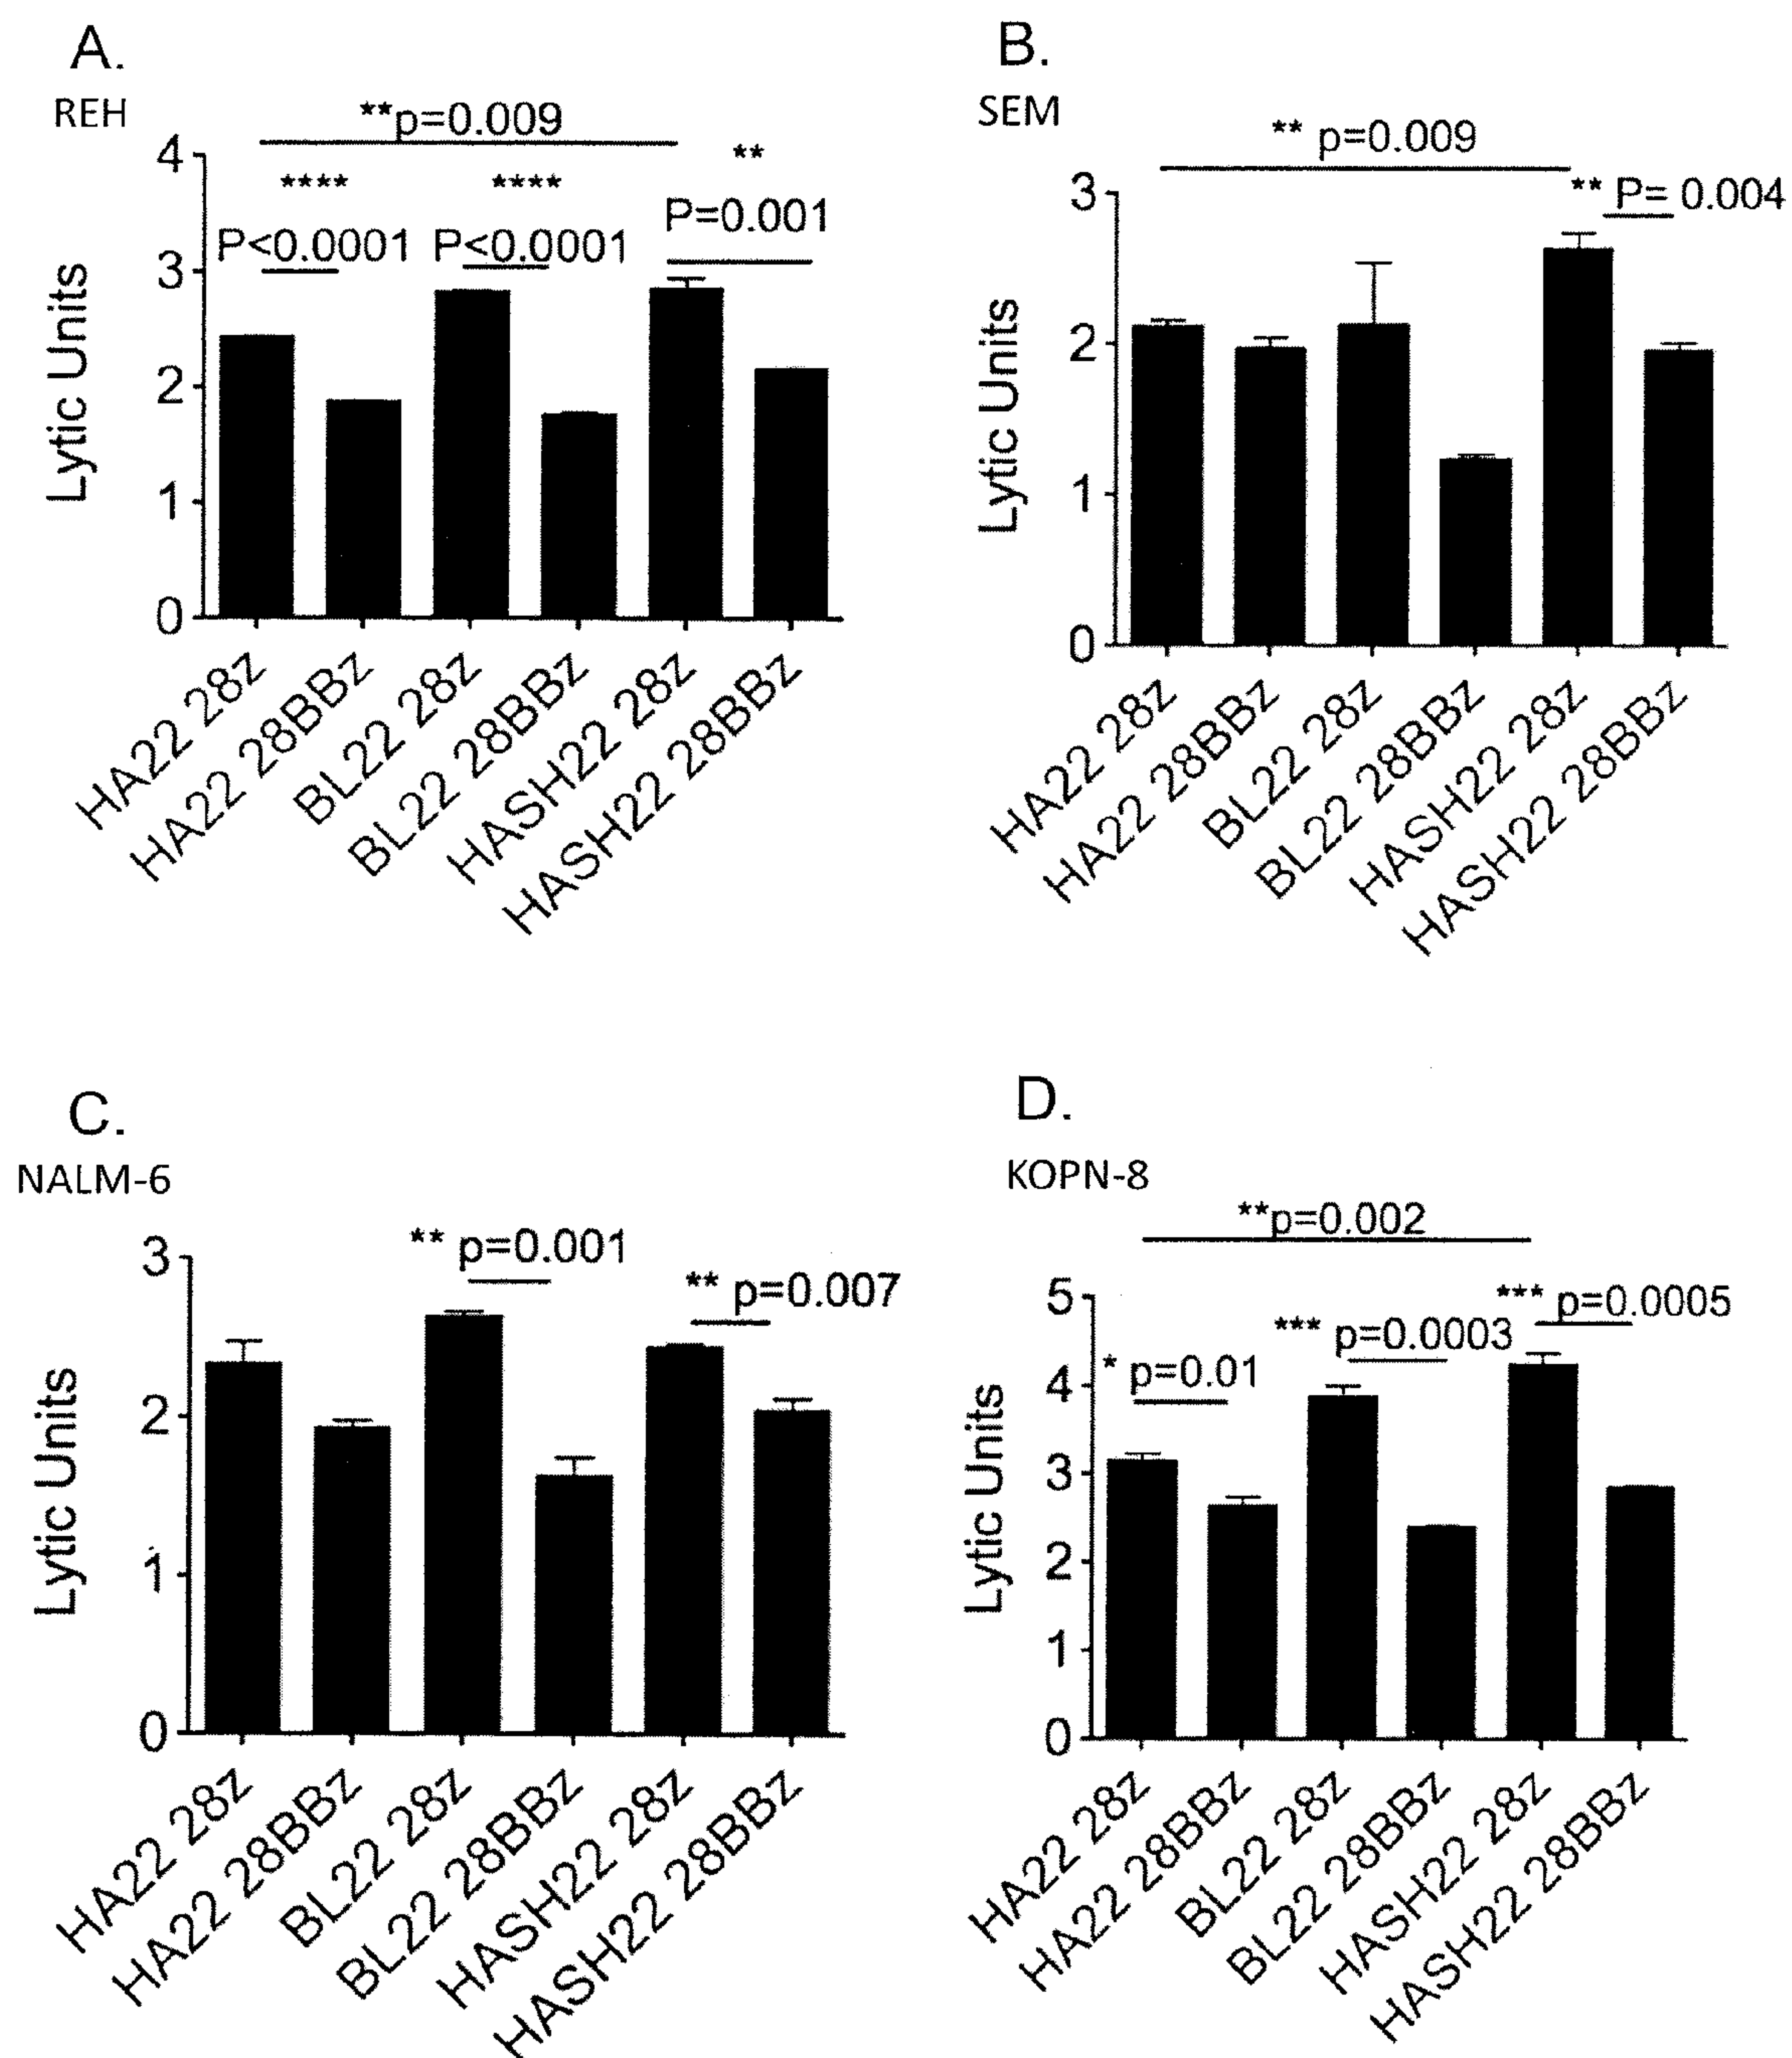 A.
REH
**p=0.009
**
**** ****
P=0.001
P<0.0001 P<0.0001
Lytic Units
4
3
2
1
0
HA22 28z
HA22 28BBz
BL22 28z
BL22 28BBz
HASH22 28z
HASH22 28BBz
B.
SEM
** p=0.009
** P= 0.004
Lytic Units
3
2
1
0
HA22 28z
HA22 28BBz
BL22 28z
BL22 28BBz
HASH22 28z
HASH22 28BBz
C.
NALM-6
** p=0.001
** p=0.007
Lytic Units
3
2
1
0
HA22 28z
HA22 28BBz
BL22 28z
BL22 28BBz
HASH22 28z
HASH22 28BBz
D.
KOPN-8
**p=0.002
*** p=0.0005
*** p=0.0003
* p=0.01
Lytic Units
5
4
3
2
1
0
HA22 28z
HA22 28BBz
BL22 28z
BL22 28BBz
HASH22 28z
HASH22 28BBz